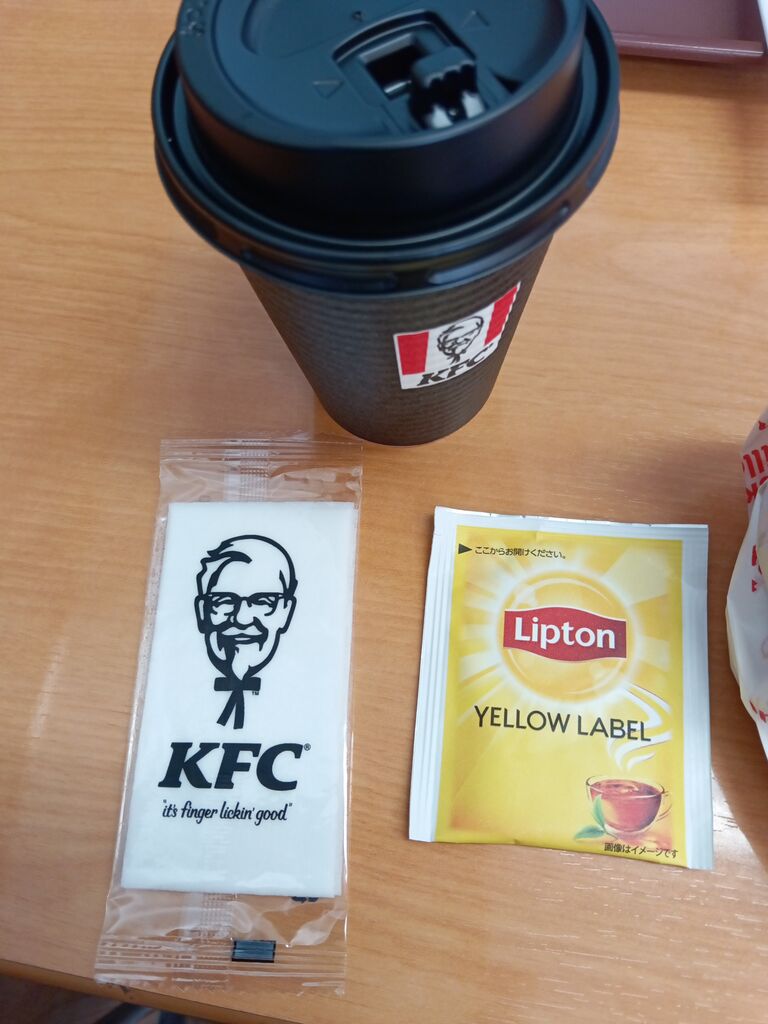 KFC
KFC®
"it's finger lickin' good"
™
▶ ここからお開けください。
Lipton
YELLOW LABEL
画像はイメージです